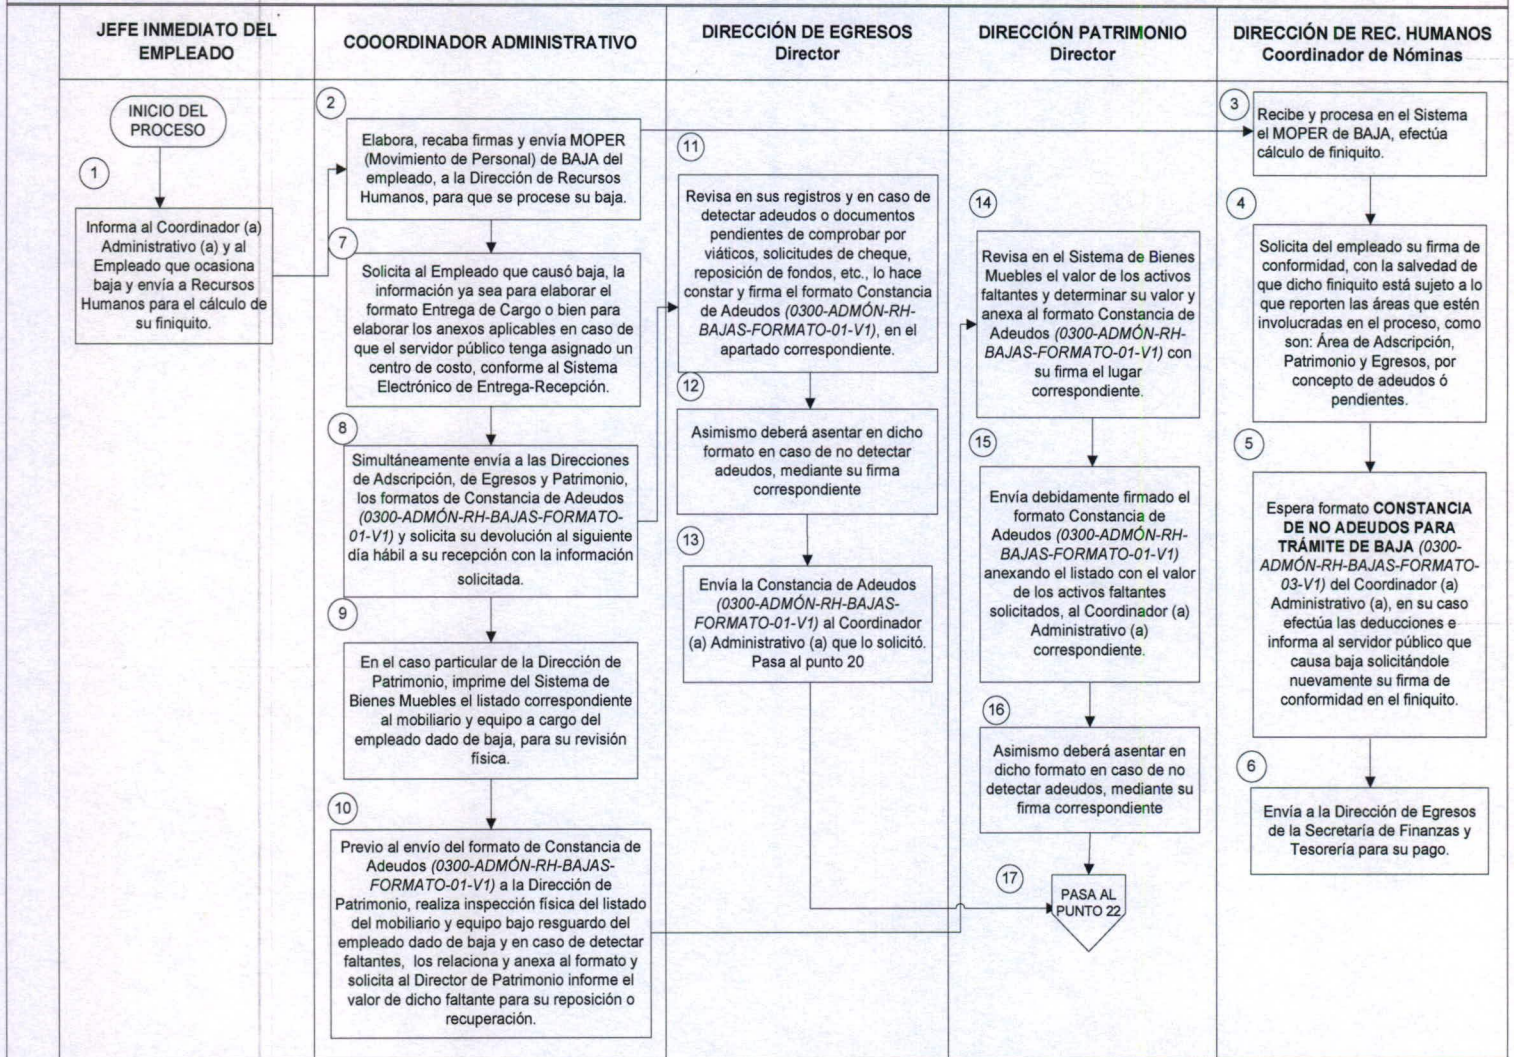 JEFE INMEDIATO DEL
EMPLEADO
COOORDINADOR ADMINISTRATIVO
DIRECCIÓN DE EGRESOS
Director
DIRECCIÓN PATRIMONIO
Director
DIRECCIÓN DE REC. HUMANOS
Coordinador de Nóminas
INICIO DEL
PROCESO
1
Informa al Coordinador (a)
Administrativo (a) y al
Empleado que ocasiona
baja y envía a Recursos
Humanos para el cálculo de
su finiquito.
2
Elabora, recaba firmas y envía MOPER
(Movimiento de Personal) de BAJA del
empleado, a la Dirección de Recursos
Humanos, para que se procese su baja.
7
Solicita al Empleado que causó baja, la
información ya sea para elaborar el
formato Entrega de Cargo o bien para
elaborar los anexos aplicables en caso de
que el servidor público tenga asignado un
centro de costo, conforme al Sistema
Electrónico de Entrega-Recepción.
8
Simultáneamente envía a las Direcciones
de Adscripción, de Egresos y Patrimonio,
los formatos de Constancia de Adeudos
(0300-ADMÓN-RH-BAJAS-FORMATO-
01-V1) y solicita su devolución al siguiente
día hábil a su recepción con la información
solicitada.
9
En el caso particular de la Dirección de
Patrimonio, imprime del Sistema de
Bienes Muebles el listado correspondiente
al mobiliario y equipo a cargo del
empleado dado de baja, para su revisión
física.
10
Previo al envío del formato de Constancia de
Adeudos (0300-ADMÓN-RH-BAJAS-
FORMATO-01-V1) a la Dirección de
Patrimonio, realiza inspección física del listado
del mobiliario y equipo bajo resguardo del
empleado dado de baja y en caso de detectar
faltantes, los relaciona y anexa al formato y
solicita al Director de Patrimonio informe el
valor de dicho faltante para su reposición o
recuperación.
11
Revisa en sus registros y en caso de
detectar adeudos o documentos
pendientes de comprobar por
viáticos, solicitudes de cheque,
reposición de fondos, etc., lo hace
constar y firma el formato Constancia
de Adeudos (0300-ADMÓN-RH-
BAJAS-FORMATO-01-V1), en el
apartado correspondiente.
12
Asimismo deberá asentar en dicho
formato en caso de no detectar
adeudos, mediante su firma
correspondiente
13
Envía la Constancia de Adeudos
(0300-ADMÓN-RH-BAJAS-
FORMATO-01-V1) al Coordinador
(a) Administrativo (a) que lo solicitó.
Pasa al punto 20
14
Revisa en el Sistema de Bienes
Muebles el valor de los activos
faltantes y determinar su valor y
anexa al formato Constancia de
Adeudos (0300-ADMÓN-RH-
BAJAS-FORMATO-01-V1) con
su firma el lugar
correspondiente.
15
Envía debidamente firmado el
formato Constancia de
Adeudos (0300-ADMÓN-RH-
BAJAS-FORMATO-01-V1)
anexando el listado con el valor
de los activos faltantes
solicitados, al Coordinador (a)
Administrativo (a)
correspondiente.
16
Asimismo deberá asentar en
dicho formato en caso de no
detectar adeudos, mediante su
firma correspondiente
17
PASA AL
PUNTO 22
3
Recibe y procesa en el Sistema
el MOPER de BAJA, efectúa
cálculo de finiquito.
4
Solicita del empleado su firma de
conformidad, con la salvedad de
que dicho finiquito está sujeto a lo
que reporten las áreas que estén
involucradas en el proceso, como
son: Área de Adscripción,
Patrimonio y Egresos, por
concepto de adeudos ó
pendientes.
5
Espera formato CONSTANCIA
DE NO ADEUDOS PARA
TRÁMITE DE BAJA (0300-
ADMÓN-RH-BAJAS-FORMATO-
03-V1) del Coordinador (a)
Administrativo (a), en su caso
efectúa las deducciones e
informa al servidor público que
causa baja solicitándole
nuevamente su firma de
conformidad en el finiquito.
6
Envía a la Dirección de Egresos
de la Secretaría de Finanzas y
Tesorería para su pago.